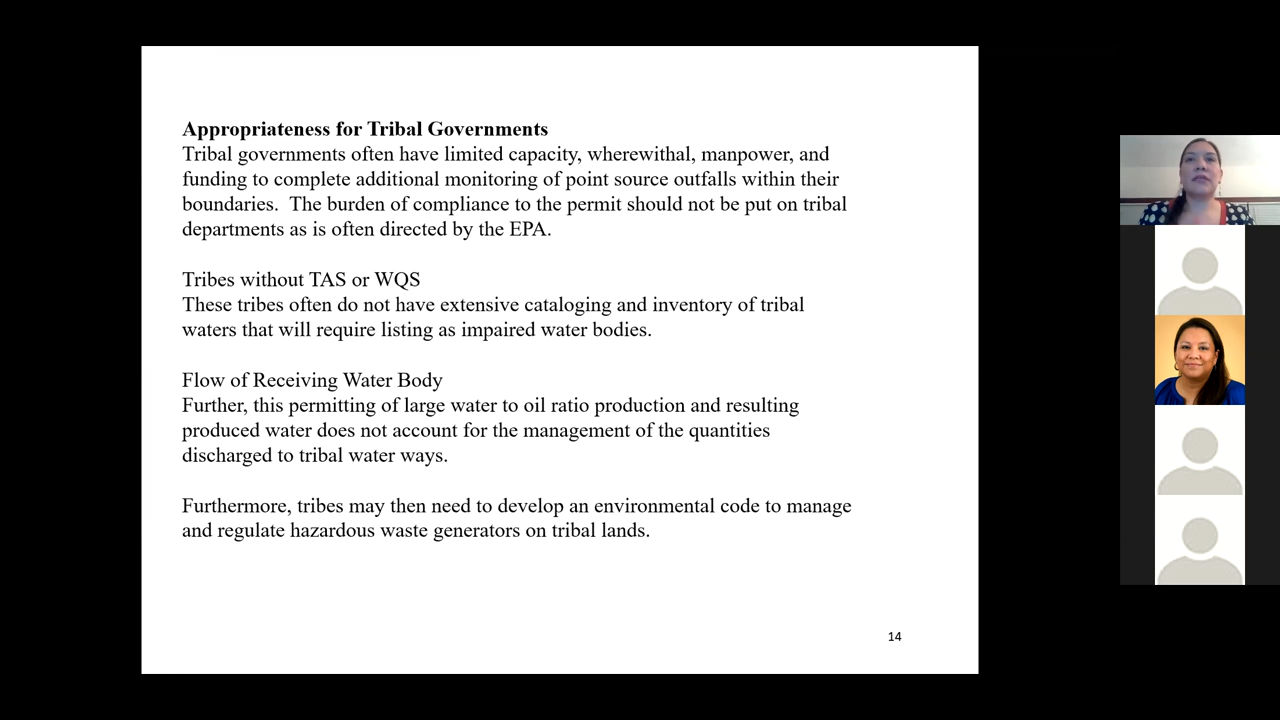 Appropriateness for Tribal Governments
Tribal governments often have limited capacity, wherewithal, manpower, and
funding to complete additional monitoring of point source outfalls within their
boundaries.  The burden of compliance to the permit should not be put on tribal
departments as is often directed by the EPA.
Tribes without TAS or WQS
These tribes often do not have extensive cataloging and inventory of tribal
waters that will require listing as impaired water bodies.
Flow of Receiving Water Body
Further, this permitting of large water to oil ratio production and resulting
produced water does not account for the management of the quantities
discharged to tribal water ways.
Furthermore, tribes may then need to develop an environmental code to manage
and regulate hazardous waste generators on tribal lands.
14